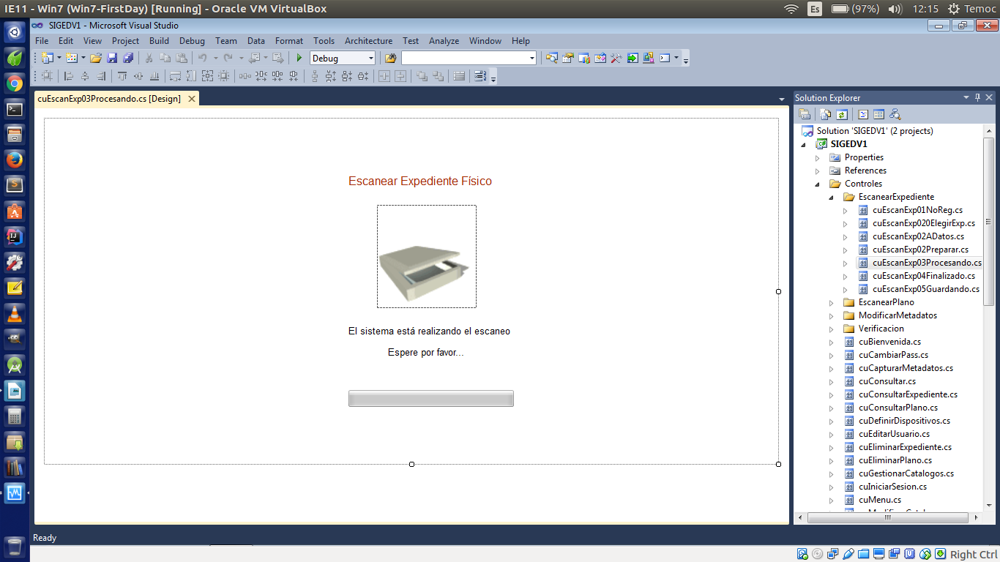 IE11 - Win7 (Win7-FirstDay) [Running] - Oracle VM VirtualBox
Es (97%) 12:15 Temoc
SIGEDV1 - Microsoft Visual Studio
File Edit View Project Build Debug Team Data Format Tools Architecture Test Analyze Window Help
Debug
cuEscanExp03Procesando.cs [Design]
Escanear Expediente Físico
El sistema está realizando el escaneo
Espere por favor...
Solution Explorer
Solution 'SIGEDV1' (2 projects)
SIGEDV1
Properties
References
Controles
EscanearExpediente
cuEscanExp01NoReg.cs
cuEscanExp020ElegirExp.cs
cuEscanExp02ADatos.cs
cuEscanExp02Preparar.cs
cuEscanExp03Procesando.cs
cuEscanExp04Finalizado.cs
cuEscanExp05Guardando.cs
EscanearPlano
ModificarMetadatos
Verificacion
cuBienvenida.cs
cuCambiarPass.cs
cuCapturarMetadatos.cs
cuConsultar.cs
cuConsultarExpediente.cs
cuConsultarPlano.cs
cuDefinirDispositivos.cs
cuEditarUsuario.cs
cuEliminarExpediente.cs
cuEliminarPlano.cs
cuGestionarCatalogos.cs
cuIniciarSesion.cs
cuMenu.cs
Ready
Right Ctrl